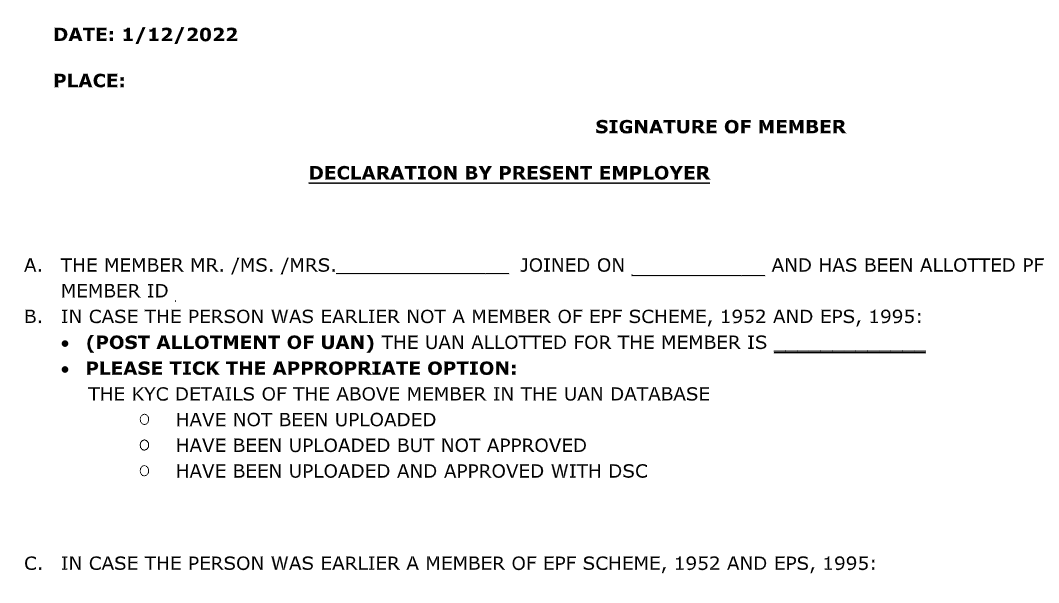 DATE: 1/12/2022
PLACE:
SIGNATURE OF MEMBER
DECLARATION BY PRESENT EMPLOYER
A. THE MEMBER MR. /MS. /MRS.__________________ JOINED ON ______________ AND HAS BEEN ALLOTTED PF
MEMBER ID .
B. IN CASE THE PERSON WAS EARLIER NOT A MEMBER OF EPF SCHEME, 1952 AND EPS, 1995:
• (POST ALLOTMENT OF UAN) THE UAN ALLOTTED FOR THE MEMBER IS ________________
• PLEASE TICK THE APPROPRIATE OPTION:
THE KYC DETAILS OF THE ABOVE MEMBER IN THE UAN DATABASE
○ HAVE NOT BEEN UPLOADED
○ HAVE BEEN UPLOADED BUT NOT APPROVED
○ HAVE BEEN UPLOADED AND APPROVED WITH DSC
C. IN CASE THE PERSON WAS EARLIER A MEMBER OF EPF SCHEME, 1952 AND EPS, 1995: